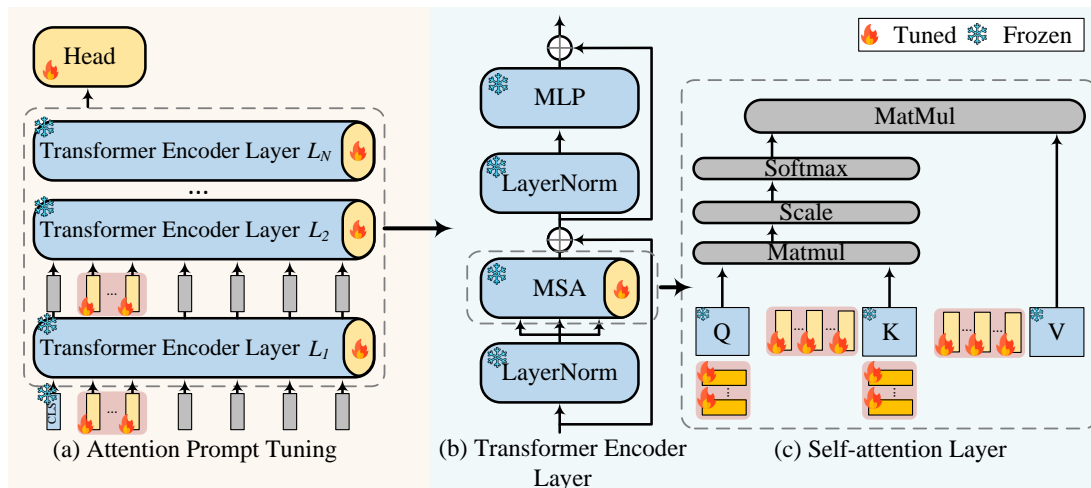 Head
Transformer Encoder Layer L_N
...
Transformer Encoder Layer L_2
...
Transformer Encoder Layer L_1
CLS
...
(a) Attention Prompt Tuning
MLP
LayerNorm
MSA
LayerNorm
(b) Transformer Encoder
Layer
Tuned Frozen
MatMul
Softmax
Scale
Matmul
Q ... ... K ... ... V
... ...
(c) Self-attention Layer